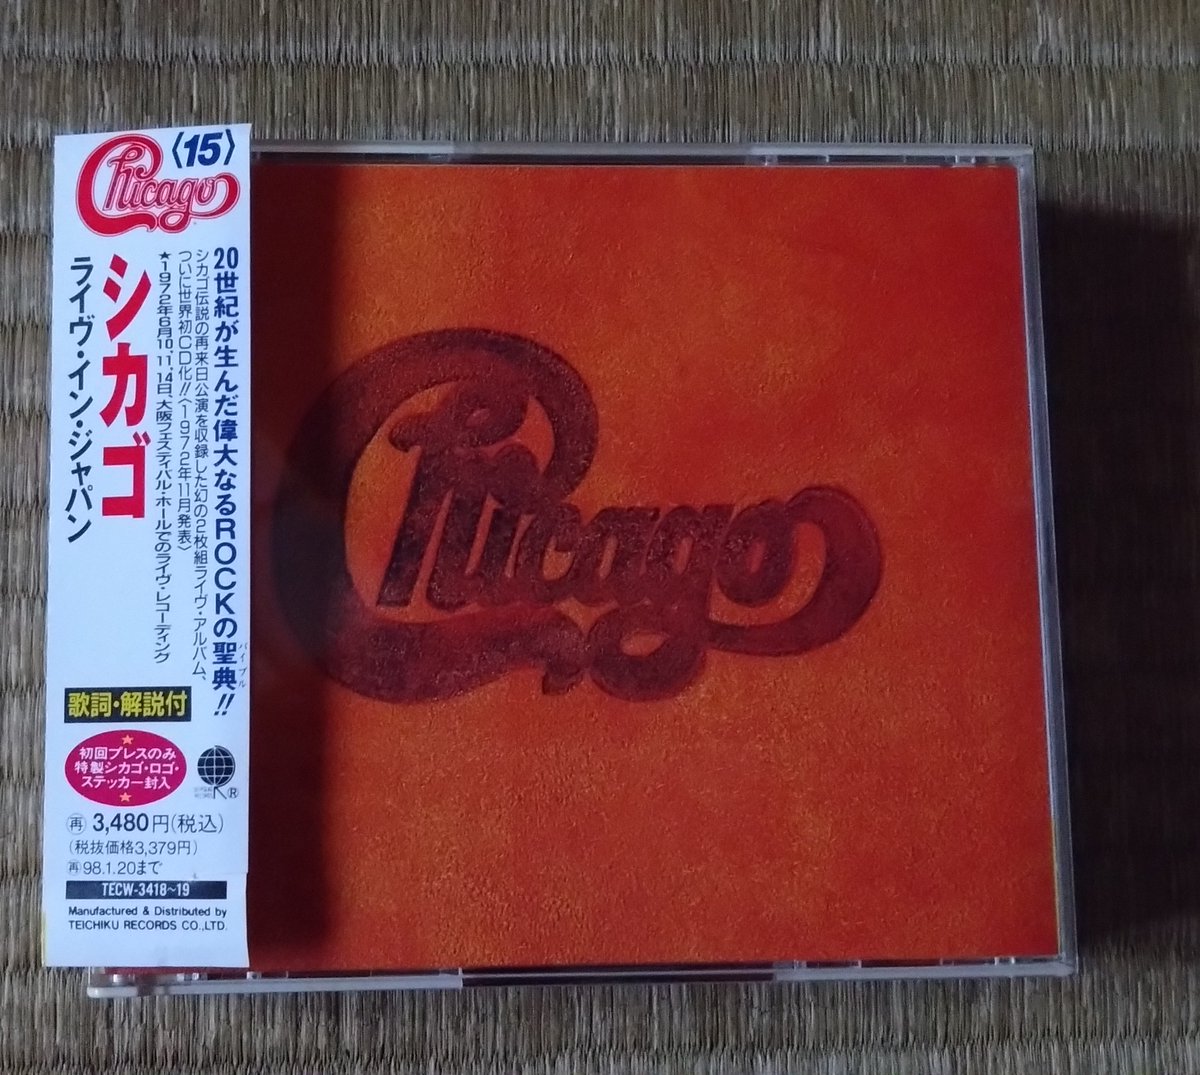 Chicago
〈15〉
シカゴ
ライヴ・イン・ジャパン
20世紀が生んだ偉大なるROCKの聖典!!
バイブル
シカゴ伝説の再来日公演を収録した幻の2枚組ライヴ・アルバム、
ついに世界初CD化!!〈1972年11月発表〉
★1972年6月10,11,14日、大阪フェスティバル・ホールでのライヴ・レコーディング
歌詞・解説付
★
初回プレスのみ
特製シカゴ・ロゴ・
ステッカー封入
★
®
再 3,480円(税込)
(税抜価格3,379円)
再98.1.20まで
TECW-3418~19
Manufactured & Distributed by
TEICHIKU RECORDS CO.,LTD.
Chicago